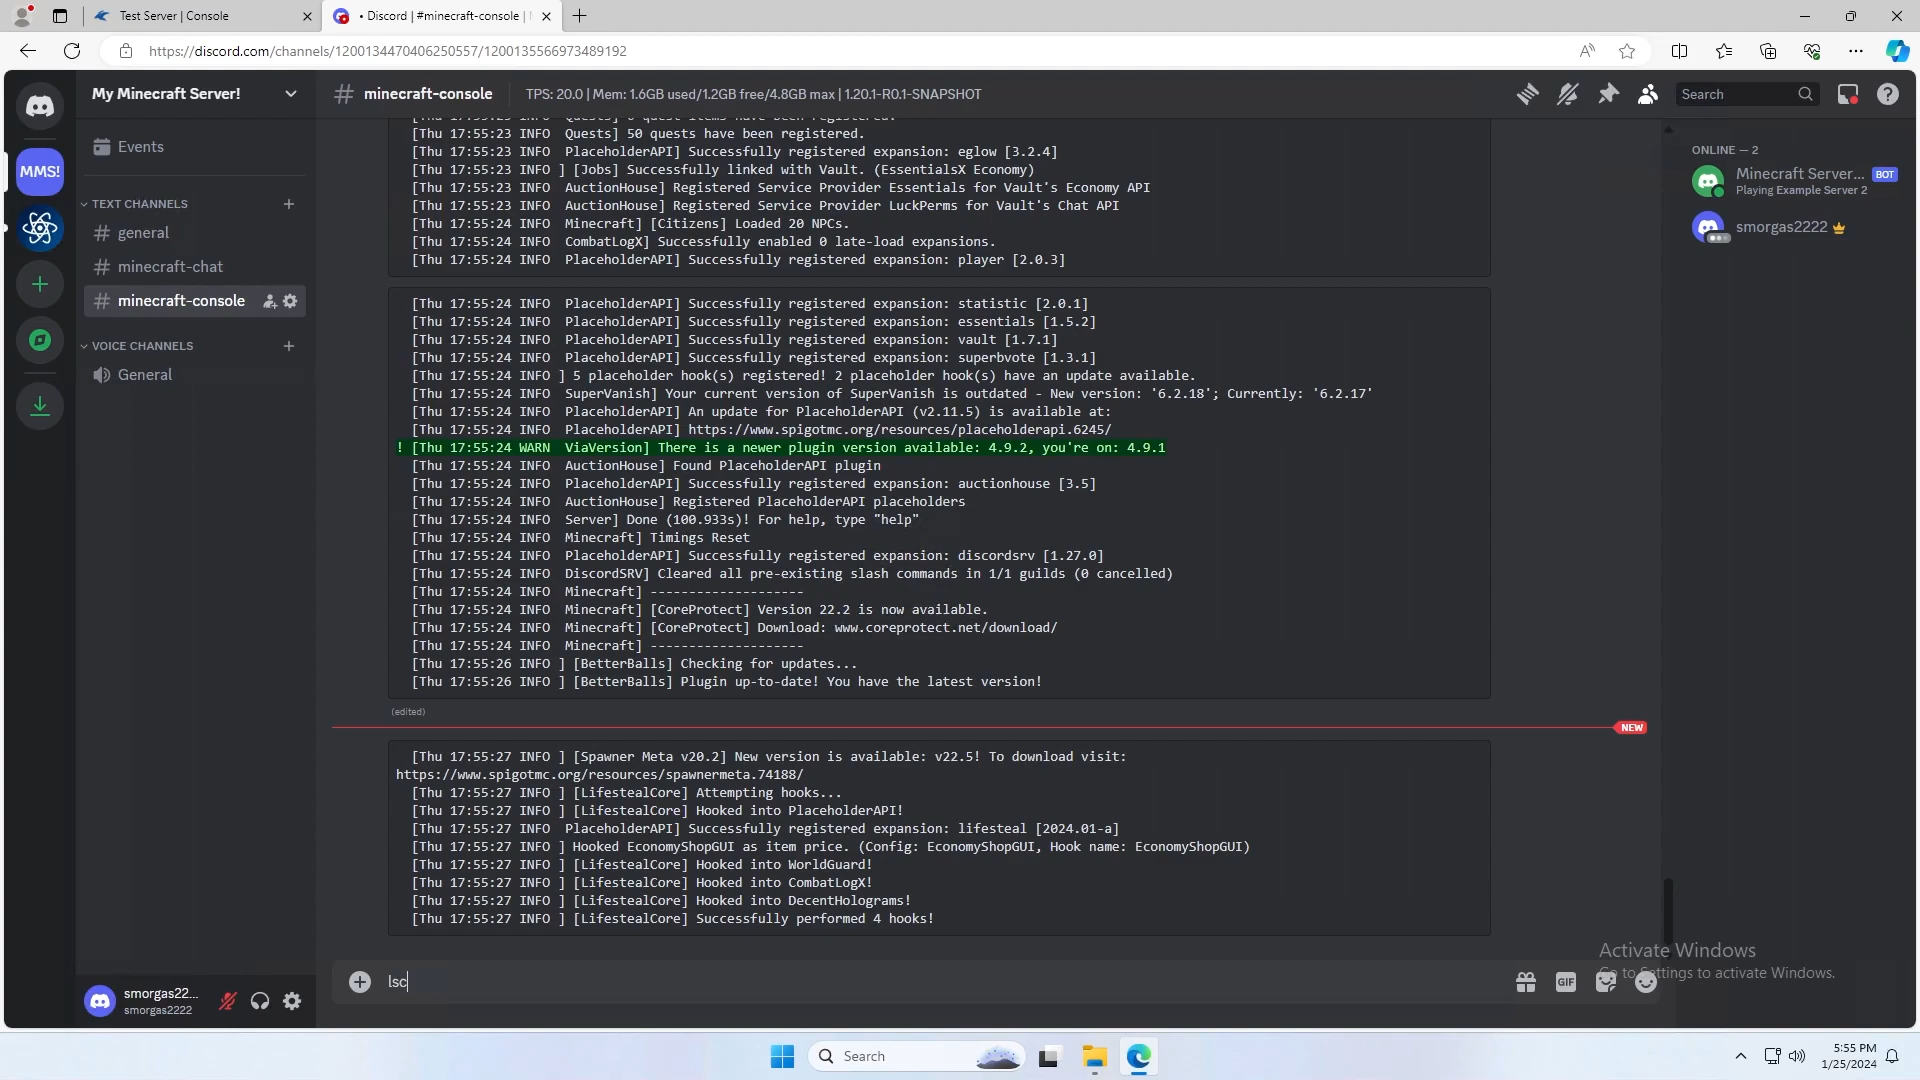 Test Server | Console
• Discord | #minecraft-console |
https://discord.com/channels/1200134470406250557/1200135566973489192
My Minecraft Server!
minecraft-console
TPS: 20.0 | Mem: 1.6GB used/1.2GB free/4.8GB max | 1.20.1-R0.1-SNAPSHOT
Search
Events
MMS!
TEXT CHANNELS
# general
# minecraft-chat
# minecraft-console
VOICE CHANNELS
General
[Thu 17:55:23 INFO Quests] 0 quest items have been registered.
[Thu 17:55:23 INFO Quests] 50 quests have been registered.
[Thu 17:55:23 INFO PlaceholderAPI] Successfully registered expansion: eglow [3.2.4]
[Thu 17:55:23 INFO ] [Jobs] Successfully linked with Vault. (EssentialsX Economy)
[Thu 17:55:23 INFO AuctionHouse] Registered Service Provider Essentials for Vault's Economy API
[Thu 17:55:23 INFO AuctionHouse] Registered Service Provider LuckPerms for Vault's Chat API
[Thu 17:55:24 INFO Minecraft] [Citizens] Loaded 20 NPCs.
[Thu 17:55:24 INFO CombatLogX] Successfully enabled 0 late-load expansions.
[Thu 17:55:24 INFO PlaceholderAPI] Successfully registered expansion: player [2.0.3]
[Thu 17:55:24 INFO PlaceholderAPI] Successfully registered expansion: statistic [2.0.1]
[Thu 17:55:24 INFO PlaceholderAPI] Successfully registered expansion: essentials [1.5.2]
[Thu 17:55:24 INFO PlaceholderAPI] Successfully registered expansion: vault [1.7.1]
[Thu 17:55:24 INFO PlaceholderAPI] Successfully registered expansion: superbvote [1.3.1]
[Thu 17:55:24 INFO ] 5 placeholder hook(s) registered! 2 placeholder hook(s) have an update available.
[Thu 17:55:24 INFO SuperVanish] Your current version of SuperVanish is outdated - New version: '6.2.18'; Currently: '6.2.17'
[Thu 17:55:24 INFO PlaceholderAPI] An update for PlaceholderAPI (v2.11.5) is available at:
[Thu 17:55:24 INFO PlaceholderAPI] https://www.spigotmc.org/resources/placeholderapi.6245/
! [Thu 17:55:24 WARN ViaVersion] There is a newer plugin version available: 4.9.2, you're on: 4.9.1
[Thu 17:55:24 INFO AuctionHouse] Found PlaceholderAPI plugin
[Thu 17:55:24 INFO PlaceholderAPI] Successfully registered expansion: auctionhouse [3.5]
[Thu 17:55:24 INFO AuctionHouse] Registered PlaceholderAPI placeholders
[Thu 17:55:24 INFO Server] Done (100.933s)! For help, type "help"
[Thu 17:55:24 INFO Minecraft] Timings Reset
[Thu 17:55:24 INFO PlaceholderAPI] Successfully registered expansion: discordsrv [1.27.0]
[Thu 17:55:24 INFO DiscordSRV] Cleared all pre-existing slash commands in 1/1 guilds (0 cancelled)
[Thu 17:55:24 INFO Minecraft] --------------------
[Thu 17:55:24 INFO Minecraft] [CoreProtect] Version 22.2 is now available.
[Thu 17:55:24 INFO Minecraft] [CoreProtect] Download: www.coreprotect.net/download/
[Thu 17:55:24 INFO Minecraft] --------------------
[Thu 17:55:26 INFO ] [BetterBalls] Checking for updates...
[Thu 17:55:26 INFO ] [BetterBalls] Plugin up-to-date! You have the latest version!
(edited)
NEW
[Thu 17:55:27 INFO ] [Spawner Meta v20.2] New version is available: v22.5! To download visit:
https://www.spigotmc.org/resources/spawnermeta.74188/
[Thu 17:55:27 INFO ] [LifestealCore] Attempting hooks...
[Thu 17:55:27 INFO ] [LifestealCore] Hooked into PlaceholderAPI!
[Thu 17:55:27 INFO PlaceholderAPI] Successfully registered expansion: lifesteal [2024.01-a]
[Thu 17:55:27 INFO ] Hooked EconomyShopGUI as item price. (Config: EconomyShopGUI, Hook name: EconomyShopGUI)
[Thu 17:55:27 INFO ] [LifestealCore] Hooked into WorldGuard!
[Thu 17:55:27 INFO ] [LifestealCore] Hooked into CombatLogX!
[Thu 17:55:27 INFO ] [LifestealCore] Hooked into DecentHolograms!
[Thu 17:55:27 INFO ] [LifestealCore] Successfully performed 4 hooks!
lsc
GIF
ONLINE — 2
Minecraft Server... BOT
Playing Example Server 2
smorgas2222
Activate Windows
Go to Settings to activate Windows.
smorgas22...
smorgas2222
Search
5:55 PM
1/25/2024